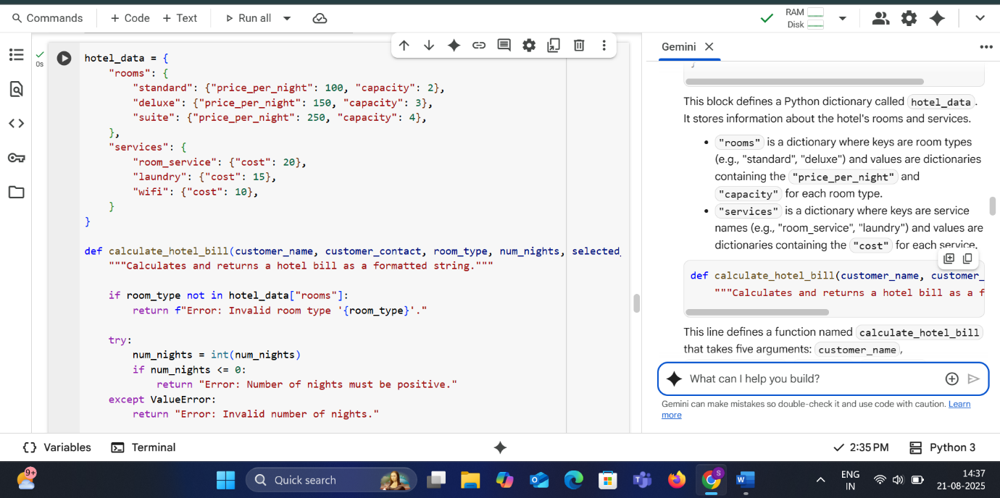 Commands
+ Code + Text
Run all
RAM
Disk
0s
hotel_data = {
    "rooms": {
        "standard": {"price_per_night": 100, "capacity": 2},
        "deluxe": {"price_per_night": 150, "capacity": 3},
        "suite": {"price_per_night": 250, "capacity": 4},
    },
    "services": {
        "room_service": {"cost": 20},
        "laundry": {"cost": 15},
        "wifi": {"cost": 10},
    }
}
def calculate_hotel_bill(customer_name, customer_contact, room_type, num_nights, selected_
    """Calculates and returns a hotel bill as a formatted string."""
    if room_type not in hotel_data["rooms"]:
        return f"Error: Invalid room type '{room_type}'."
    try:
        num_nights = int(num_nights)
        if num_nights <= 0:
            return "Error: Number of nights must be positive."
    except ValueError:
        return "Error: Invalid number of nights."
Gemini
This block defines a Python dictionary called hotel_data.
It stores information about the hotel's rooms and services.
• "rooms" is a dictionary where keys are room types
(e.g., "standard", "deluxe") and values are dictionaries
containing the "price_per_night" and
"capacity" for each room type.
• "services" is a dictionary where keys are service
names (e.g., "room_service", "laundry") and values are
dictionaries containing the "cost" for each service.
def calculate_hotel_bill(customer_name, customer_
    """Calculates and returns a hotel bill as a f
This line defines a function named calculate_hotel_bill
that takes five arguments: customer_name,
What can I help you build?
Gemini can make mistakes so double-check it and use code with caution. Learn
more
{} Variables
Terminal
2:35 PM
Python 3
9+
Quick search
S
ENG
IN
14:37
21-08-2025